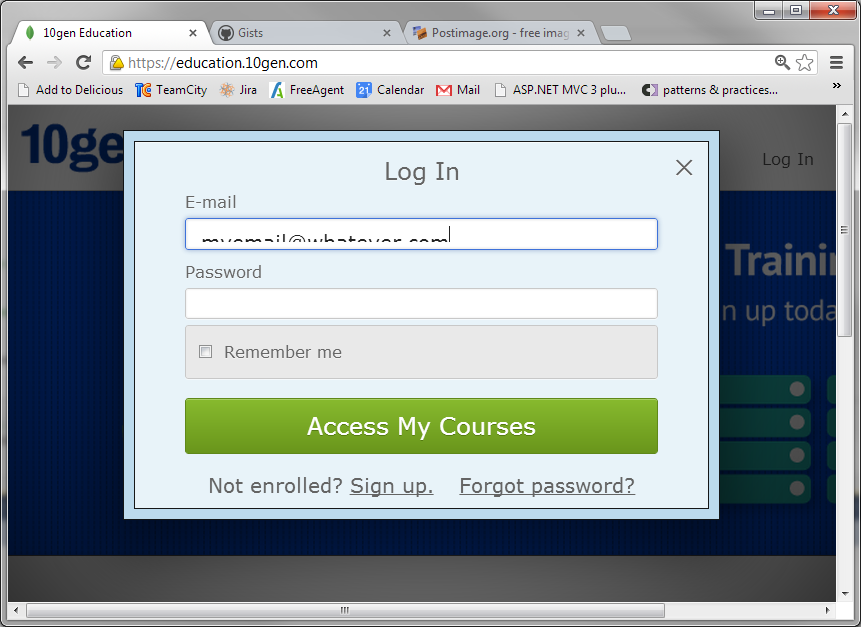 10gen Education
Gists
Postimage.org - free imag
https://education.10gen.com
Add to Delicious
TeamCity
Jira
FreeAgent
21
Calendar
Mail
ASP.NET MVC 3 plu...
patterns & practices...
»
10ge
Log In
Log In
E-mail
myemail@whatever.com
Trainin
Password
n up toda
Remember me
Access My Courses
Not enrolled? Sign up. Forgot password?